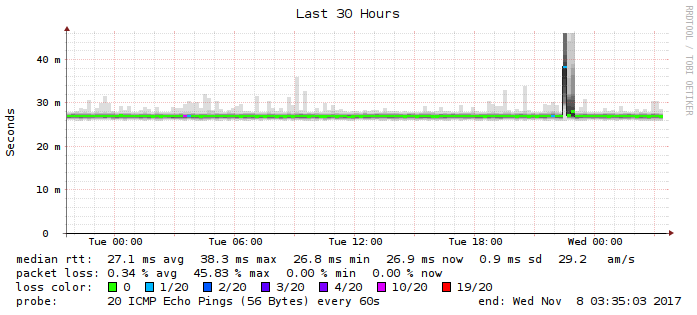 Last 30 Hours
RRDTOOL / TOBI OETIKER
Seconds
40 m
30 m
20 m
10 m
0
Tue 00:00 Tue 06:00 Tue 12:00 Tue 18:00 Wed 00:00
median rtt: 27.1 ms avg 38.3 ms max 26.8 ms min 26.9 ms now 0.9 ms sd 29.2 am/s
packet loss: 0.34 % avg 45.83 % max 0.00 % min 0.00 % now
loss color: 0 1/20 2/20 3/20 4/20 10/20 19/20
probe: 20 ICMP Echo Pings (56 Bytes) every 60s end: Wed Nov 8 03:35:03 2017